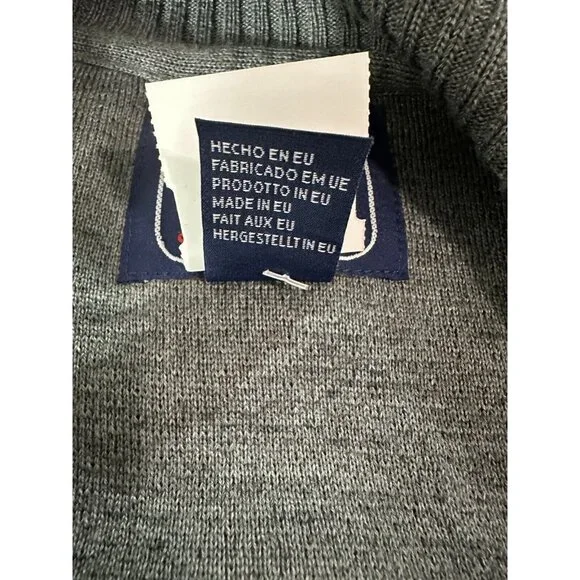 HECHO EN EU
FABRICADO EM UE
PRODOTTO IN EU
MADE IN EU
FAIT AUX EU
HERGESTELLT IN EU